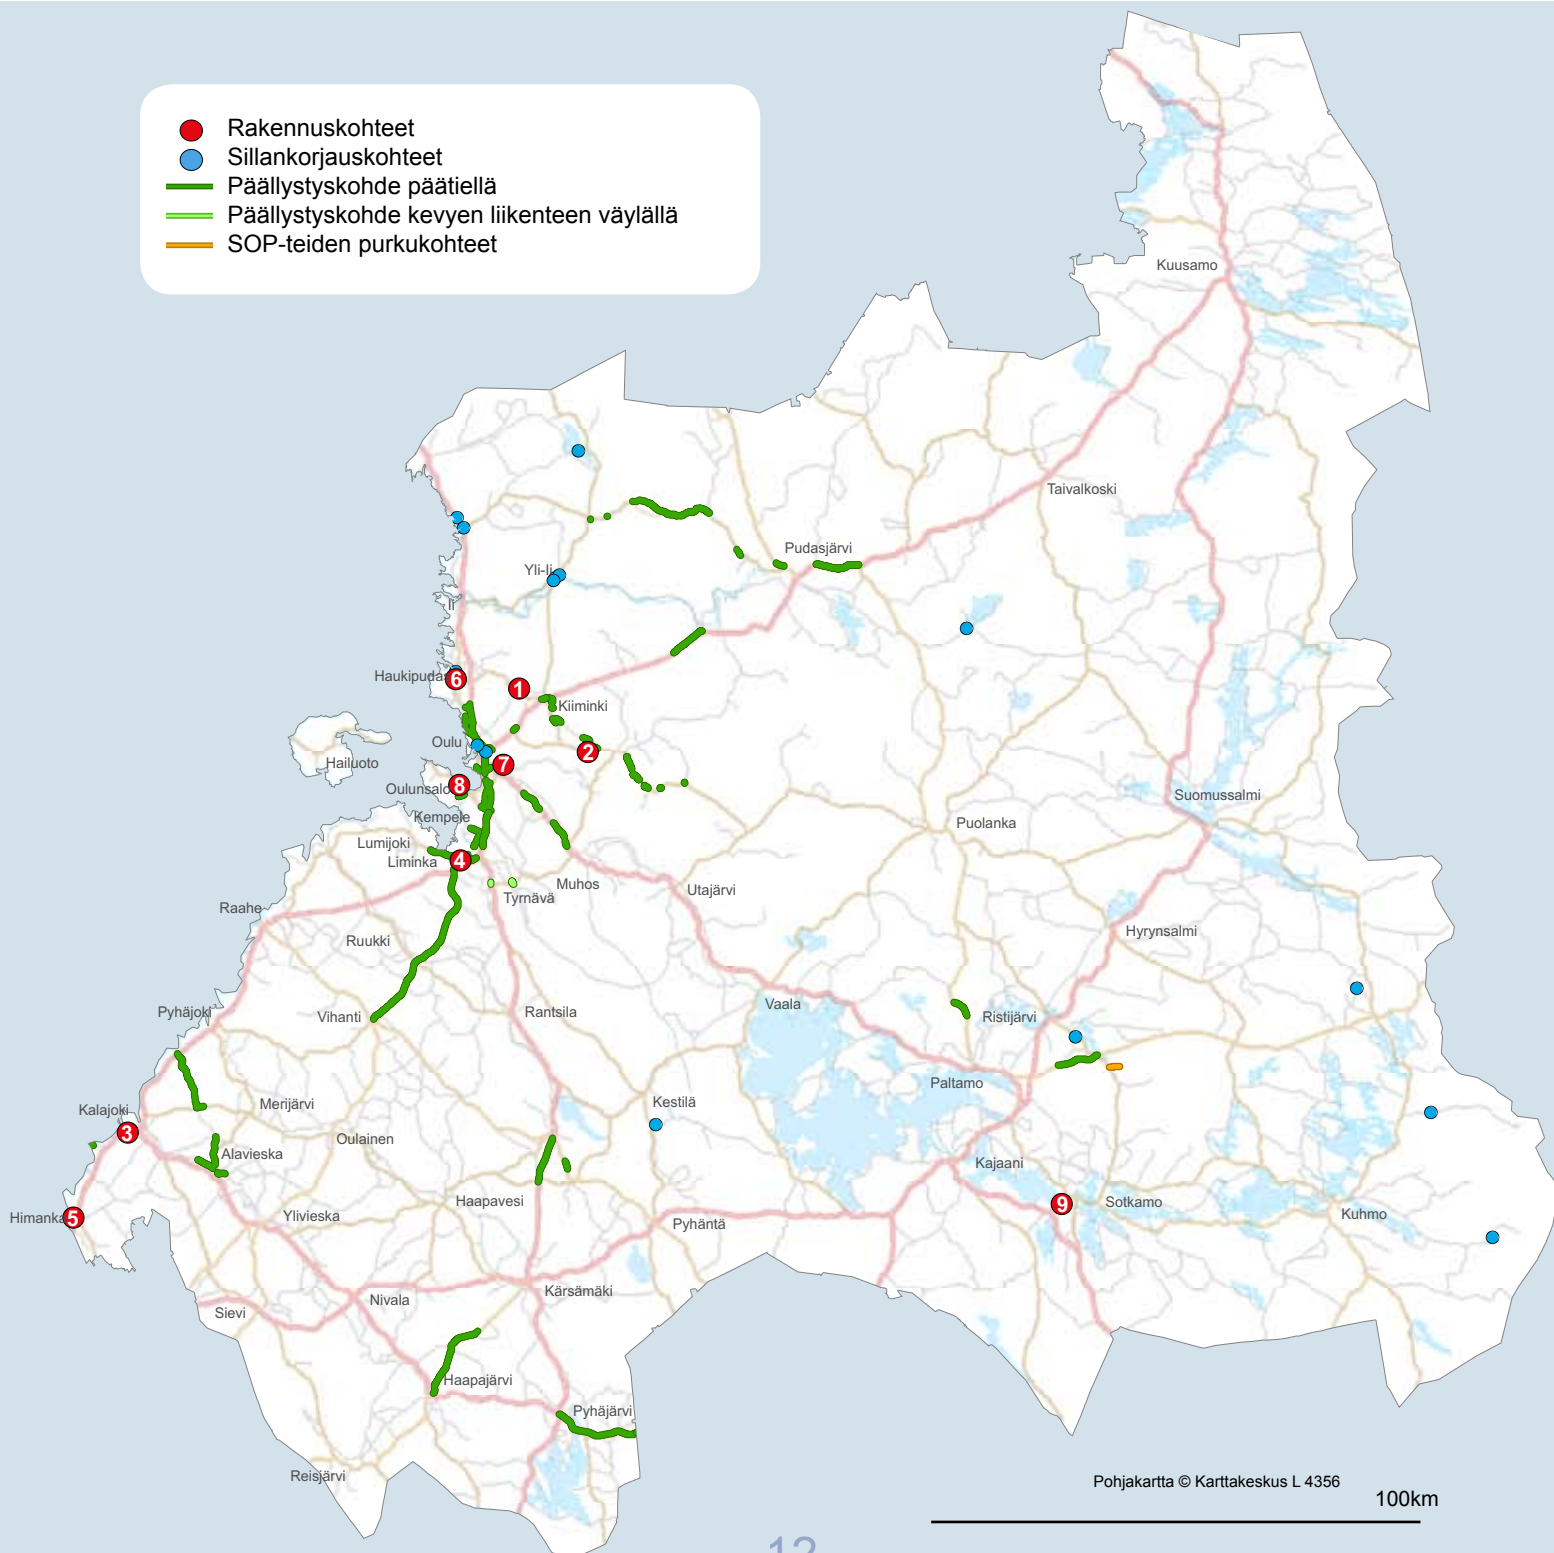 Rakennuskohteet
Sillankorjauskohteet
Päällystyskohde päätiellä
Päällystyskohde kevyen liikenteen väylällä
SOP-teiden purkukohteet
Kuusamo
Taivalkoski
Pudasjärvi
Yli-Ii
Ii
Haukipudas
6
1
Kiiminki
Oulu
2
7
Hailuoto
8
Oulunsalo
Suomussalmi
Kempele
Puolanka
Lumijoki
Liminka
4
Muhos
Utajärvi
Tyrnävä
Raahe
Hyrynsalmi
Ruukki
Vaala
Pyhäjoki
Vihanti
Rantsila
Ristijärvi
Paltamo
Kestilä
Merijärvi
Kalajoki
3
Oulainen
Alavieska
Kajaani
Haapavesi
9
Sotkamo
Himanka
5
Ylivieska
Pyhäntä
Kuhmo
Kärsämäki
Nivala
Sievi
Haapajärvi
Pyhäjärvi
Reisjärvi
Pohjakartta © Karttakeskus L 4356
100km
12